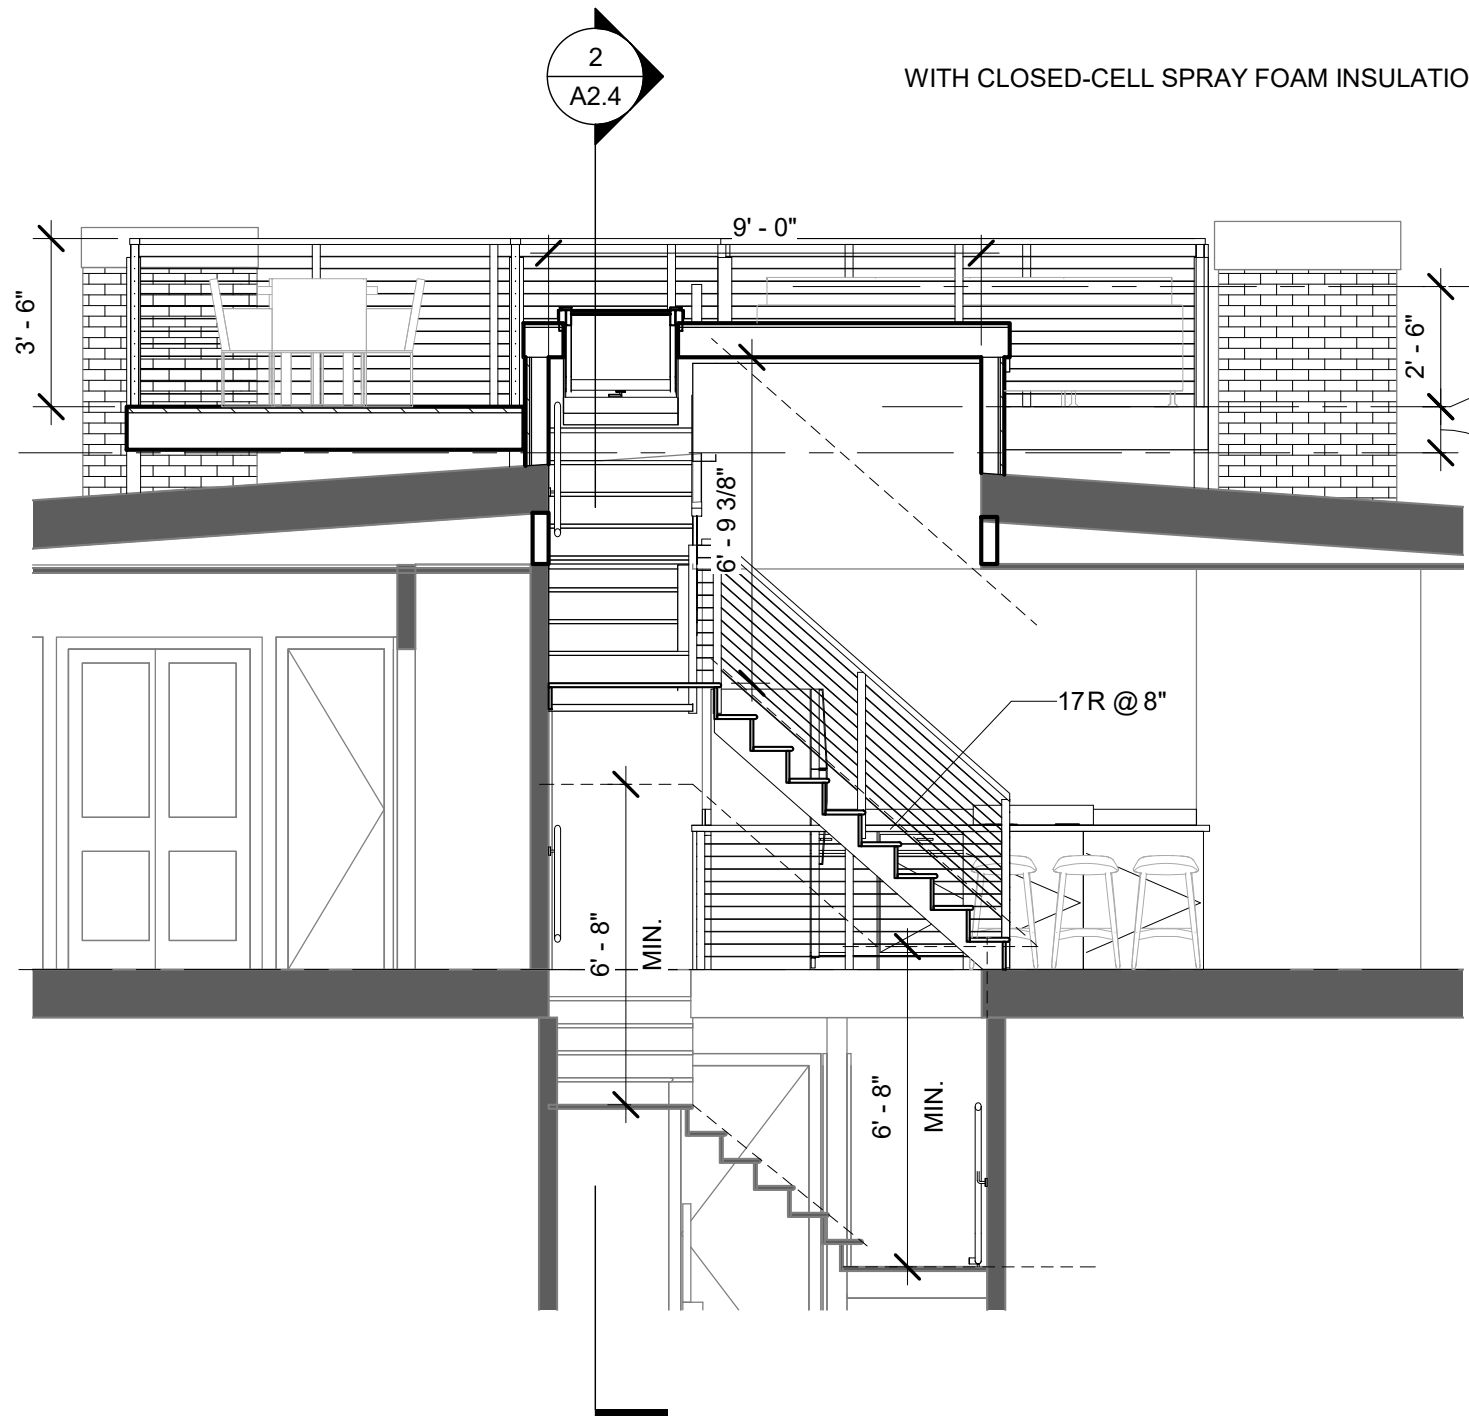 2
A2.4
WITH CLOSED-CELL SPRAY FOAM INSULATIO
9' - 0"
3' - 6"
2' - 6"
6' - 9 3/8"
17R @ 8"
6' - 8"
MIN.
6' - 8"
MIN.